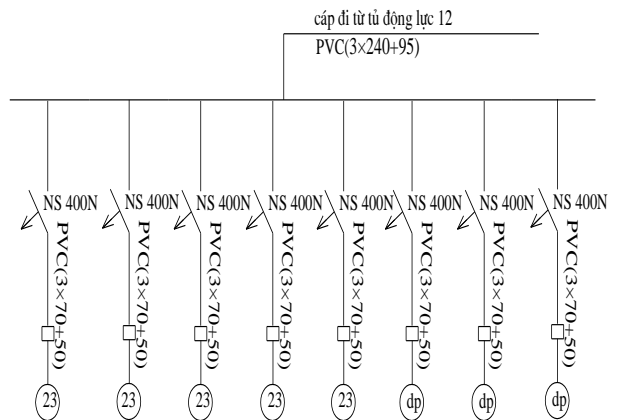 cáp đi từ tủ động lực 12
PVC(3×240+95)
NS 400N
NS 400N
NS 400N
NS 400N
NS 400N
NS 400N
NS 400N
NS 400N
PVC(3×70+50)
PVC(3×70+50)
PVC(3×70+50)
PVC(3×70+50)
PVC(3×70+50)
PVC(3×70+50)
PVC(3×70+50)
PVC(3×70+50)
23
23
23
23
23
dp
dp
dp